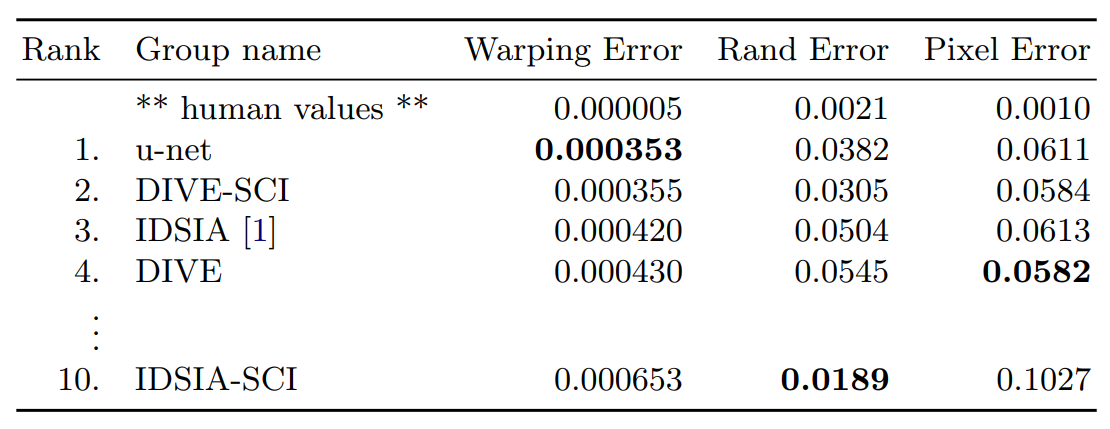 Rank Group name Warping Error Rand Error Pixel Error
** human values ** 0.000005 0.0021 0.0010
1. u-net 0.000353 0.0382 0.0611
2. DIVE-SCI 0.000355 0.0305 0.0584
3. IDSIA [1] 0.000420 0.0504 0.0613
4. DIVE 0.000430 0.0545 0.0582
⋮
10. IDSIA-SCI 0.000653 0.0189 0.1027